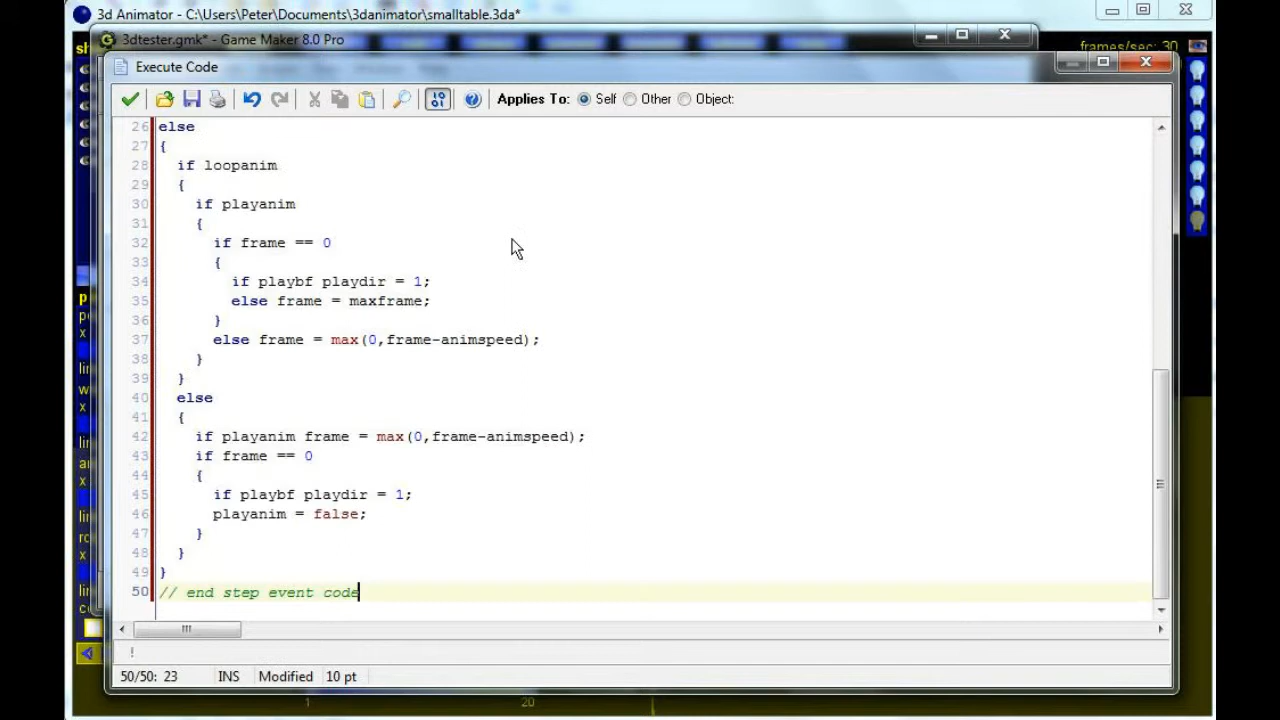 3d Animator - C:\Users\Peter\Documents\3danimator\smalltable.3da*
3dtester.gmk* - Game Maker 8.0 Pro
frames/sec: 30
Execute Code
Applies To: Self Other Object:
26 else
27 {
28 if loopanim
29 {
30 if playanim
31 {
32 if frame == 0
33 {
34 if playbf playdir = 1;
35 else frame = maxframe;
36 }
37 else frame = max(0,frame-animspeed);
38 }
39 }
40 else
41 {
42 if playanim frame = max(0,frame-animspeed);
43 if frame == 0
44 {
45 if playbf playdir = 1;
46 playanim = false;
47 }
48 }
49 }
50 // end step event code
!
50/50: 23 INS Modified 10 pt
1 20